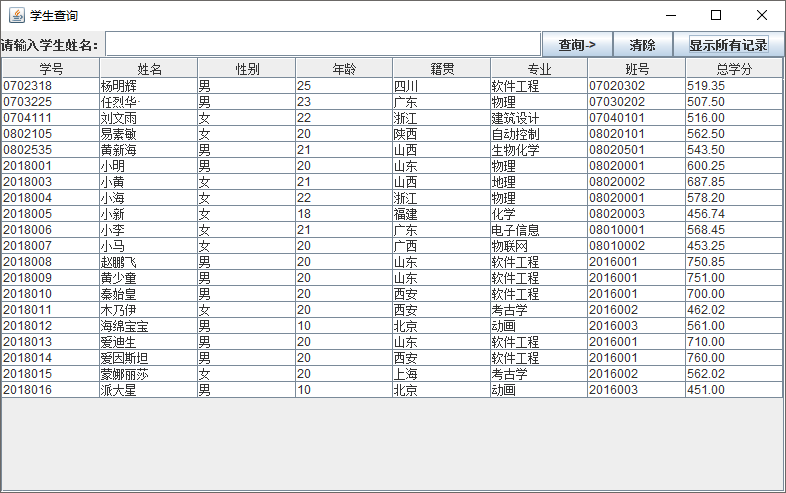 学生查询
请输入学生姓名: 查询-> 清除 显示所有记录
学号 姓名 性别 年龄 籍贯 专业 班号 总学分
0702318 杨明辉 男 25 四川 软件工程 07020302 519.35
0703225 任烈华 男 23 广东 物理 07030202 507.50
0704111 刘文雨 女 22 浙江 建筑设计 07040101 516.00
0802105 易素敏 女 20 陕西 自动控制 08020101 562.50
0802535 黄新海 男 21 山西 生物化学 08020501 543.50
2018001 小明 男 20 山东 物理 08020001 600.25
2018003 小黄 女 21 山西 地理 08020002 687.85
2018004 小海 女 22 浙江 物理 08020001 578.20
2018005 小新 女 18 福建 化学 08020003 456.74
2018006 小李 女 21 广东 电子信息 08010001 568.45
2018007 小马 女 20 广西 物联网 08010002 453.25
2018008 赵鹏飞 男 20 山东 软件工程 2016001 750.85
2018009 黄少童 男 20 山东 软件工程 2016001 751.00
2018010 秦始皇 男 20 西安 软件工程 2016001 700.00
2018011 木乃伊 女 20 西安 考古学 2016002 462.02
2018012 海绵宝宝 男 10 北京 动画 2016003 561.00
2018013 爱迪生 男 20 山东 软件工程 2016001 710.00
2018014 爱因斯坦 男 20 西安 软件工程 2016001 760.00
2018015 蒙娜丽莎 女 20 上海 考古学 2016002 562.02
2018016 派大星 男 10 北京 动画 2016003 451.00